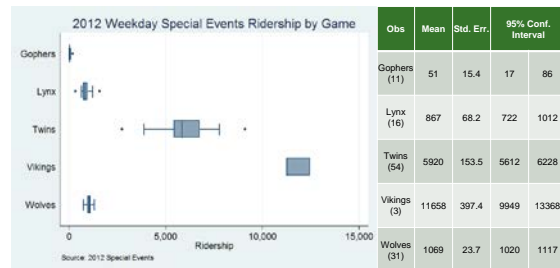 2012 Weekday Special Events Ridership by Game
Gophers
Lynx
Twins
Vikings
Wolves
0 5,000 10,000 15,000
Ridership
Source: 2012 Special Events
Obs Mean Std. Err. 95% Conf. Interval
Gophers (11) 51 15.4 17 86
Lynx (16) 867 68.2 722 1012
Twins (54) 5920 153.5 5612 6228
Vikings (3) 11658 397.4 9949 13368
Wolves (31) 1069 23.7 1020 1117